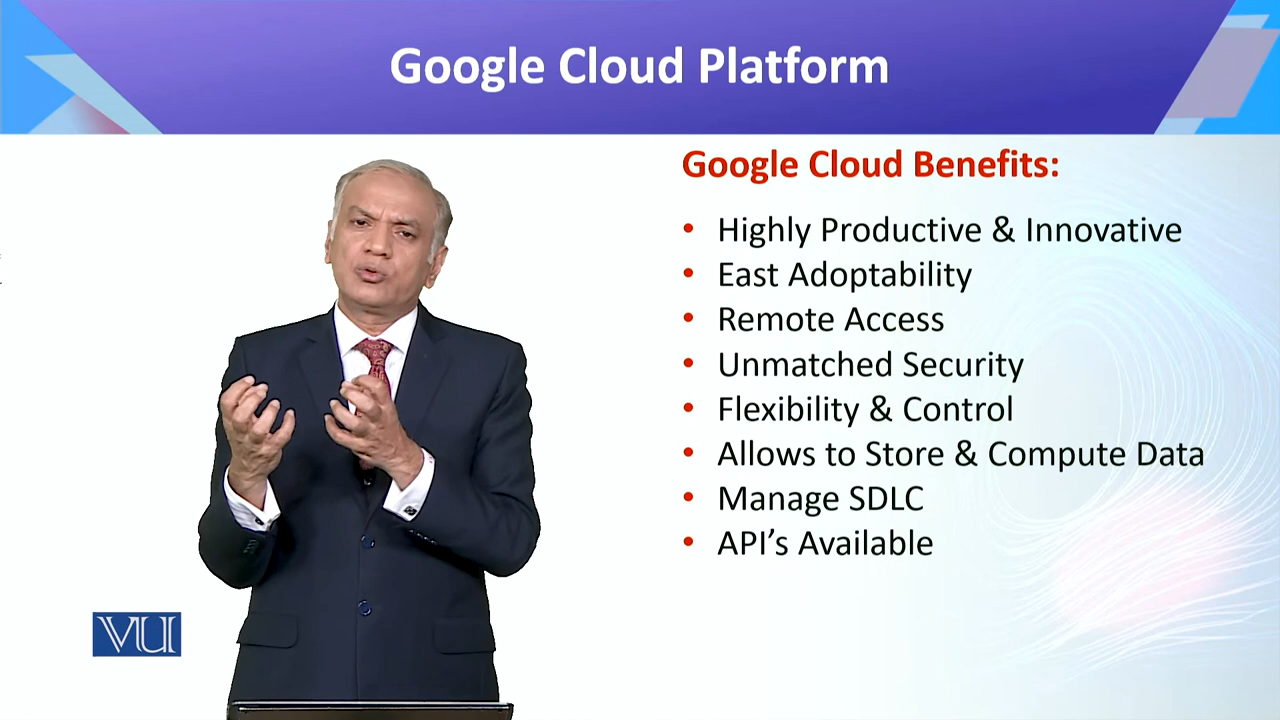 Google Cloud Platform
Google Cloud Benefits:
• Highly Productive & Innovative
• East Adoptability
• Remote Access
• Unmatched Security
• Flexibility & Control
• Allows to Store & Compute Data
• Manage SDLC
• API’s Available
VU